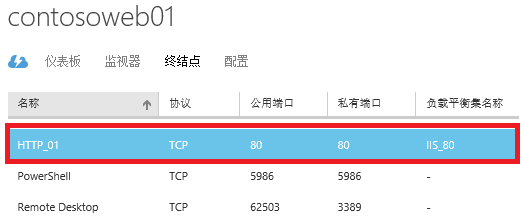 contosoweb01
仪表板 监视器 终结点 配置
名称 协议 公用端口 私有端口 负载平衡集名称
HTTP_01 TCP 80 80 IIS_80
PowerShell TCP 5986 5986 -
Remote Desktop TCP 62503 3389 -